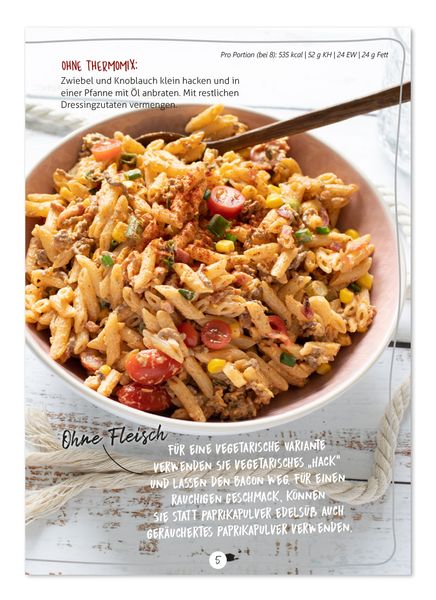 Pro Portion (bei 8): 535 kcal | 52 g KH | 24 EW | 24 g Fett
OHNE THERMOMIX:
Zwiebel und Knoblauch klein hacken und in
einer Pfanne mit Öl anbraten. Mit restlichen
Dressingzutaten vermengen.
Ohne Fleisch
FÜR EINE VEGETARISCHE VARIANTE
VERWENDEN SIE VEGETARISCHES „HACK“
UND LASSEN DEN BACON WEG. FÜR EINEN
RAUCHIGEN GESCHMACK, KÖNNEN
SIE STATT PAPRIKAPULVER EDELSÜß AUCH
GERÄUCHERTES PAPRIKAPULVER VERWENDEN.
5